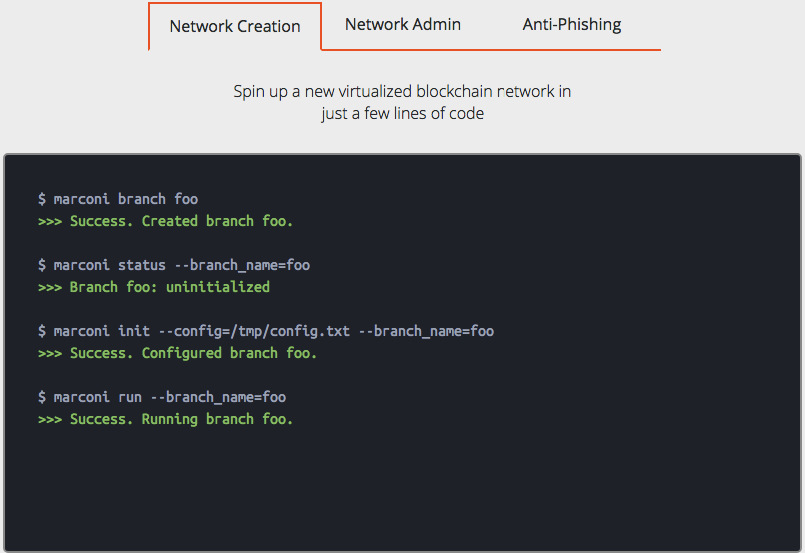 Network Creation
Network Admin
Anti-Phishing
Spin up a new virtualized blockchain network in
just a few lines of code
$ marconi branch foo
>>> Success. Created branch foo.
$ marconi status --branch_name=foo
>>> Branch foo: uninitialized
$ marconi init --config=/tmp/config.txt --branch_name=foo
>>> Success. Configured branch foo.
$ marconi run --branch_name=foo
>>> Success. Running branch foo.